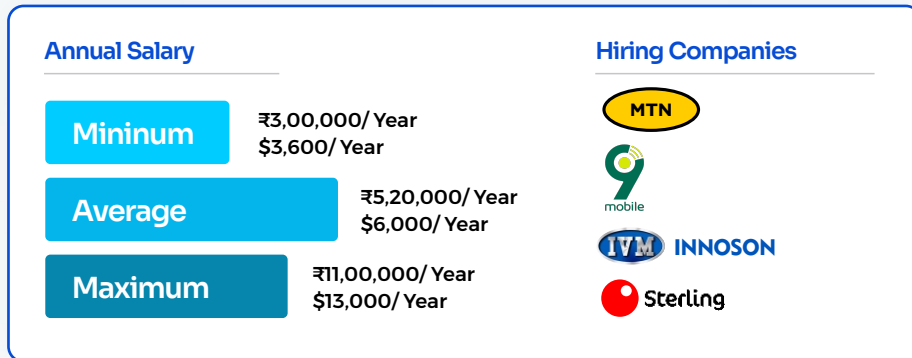 Annual Salary
Mininum
₹3,00,000/ Year
$3,600/ Year
Average
₹5,20,000/ Year
$6,000/ Year
Maximum
₹11,00,000/ Year
$13,000/ Year
Hiring Companies
MTN
9
mobile
IVM INNOSON
Sterling